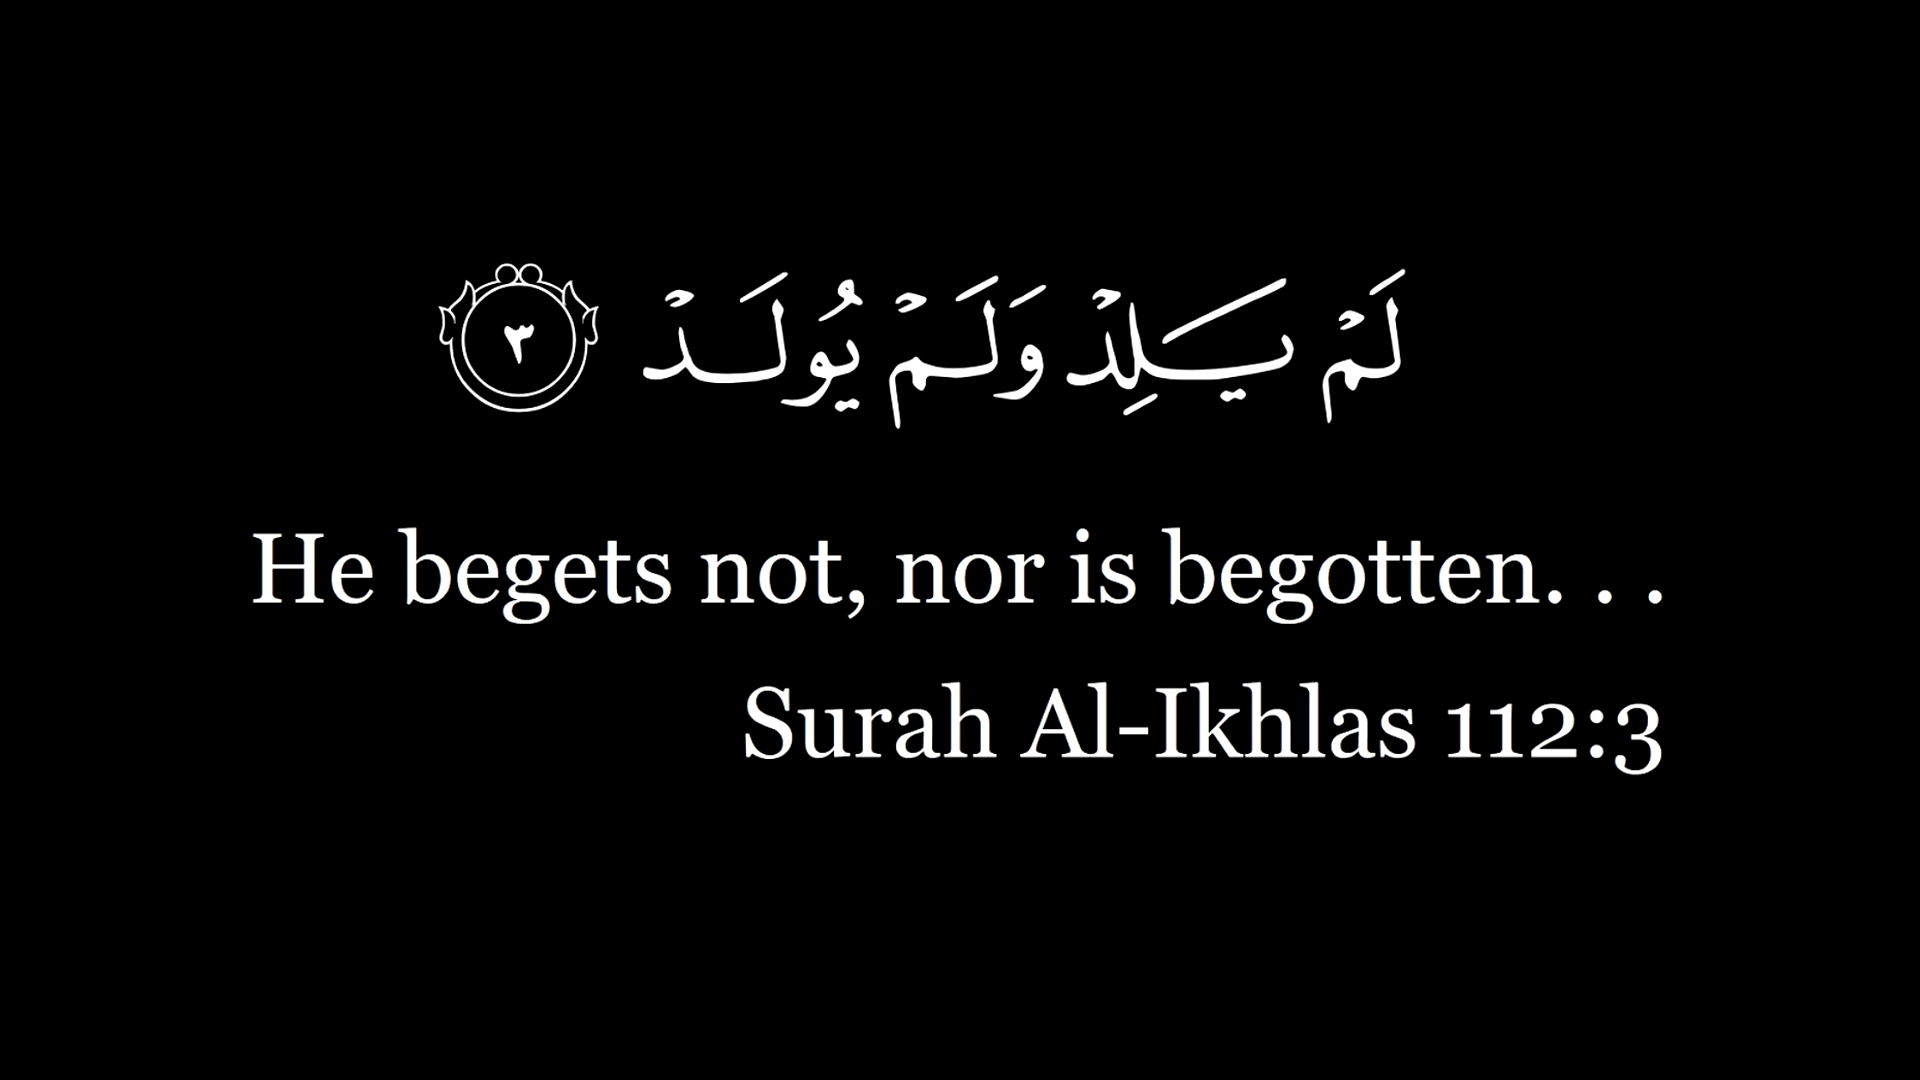 لَمْ يَلِدْ وَلَمْ يُولَدْ ٣
He begets not, nor is begotten. . .
Surah Al-Ikhlas 112:3